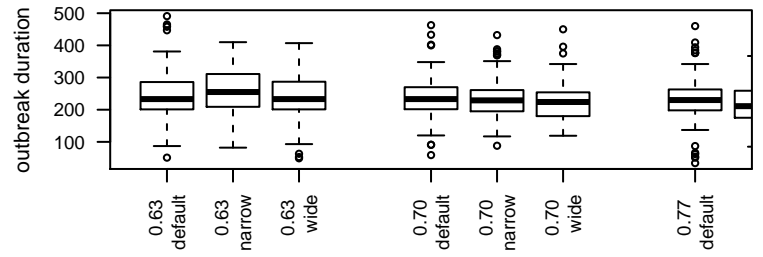 outbreak duration
500
400
300
200
100
0.63
default
0.63
narrow
0.63
wide
0.70
default
0.70
narrow
0.70
wide
0.77
default